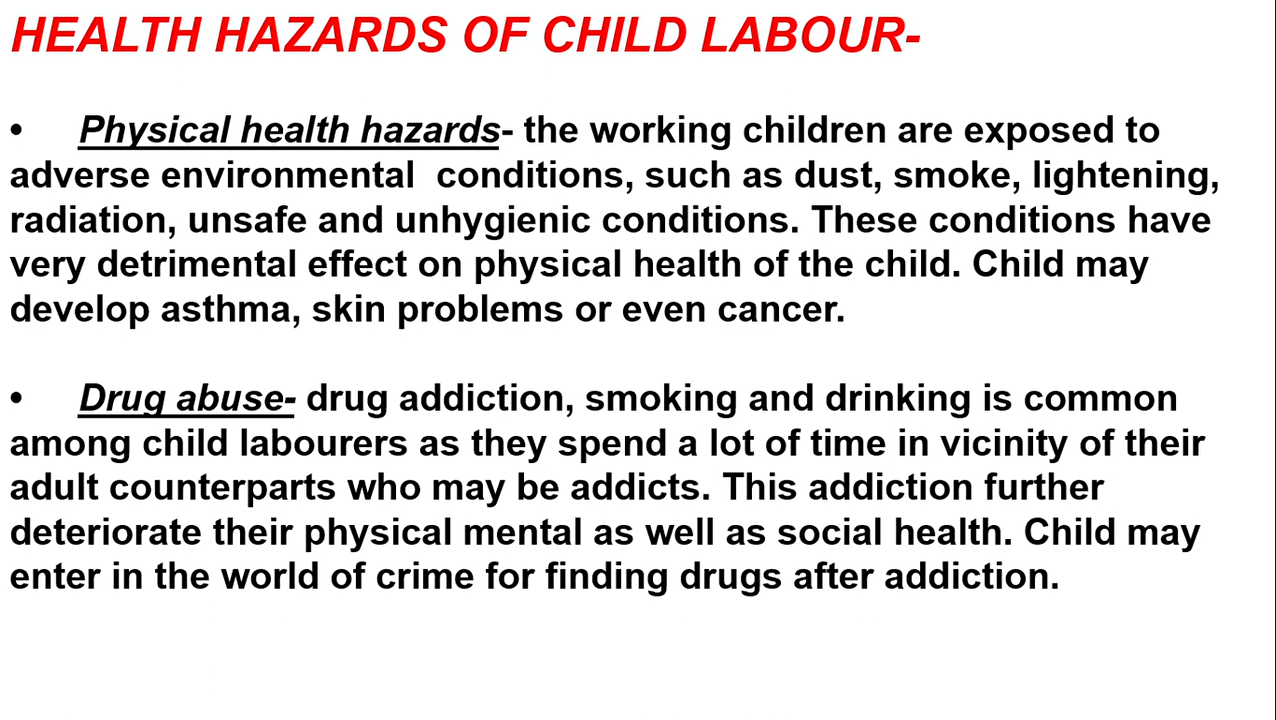 HEALTH HAZARDS OF CHILD LABOUR-
• Physical health hazards- the working children are exposed to
adverse environmental  conditions, such as dust, smoke, lightening,
radiation, unsafe and unhygienic conditions. These conditions have
very detrimental effect on physical health of the child. Child may
develop asthma, skin problems or even cancer.
• Drug abuse- drug addiction, smoking and drinking is common
among child labourers as they spend a lot of time in vicinity of their
adult counterparts who may be addicts. This addiction further
deteriorate their physical mental as well as social health. Child may
enter in the world of crime for finding drugs after addiction.